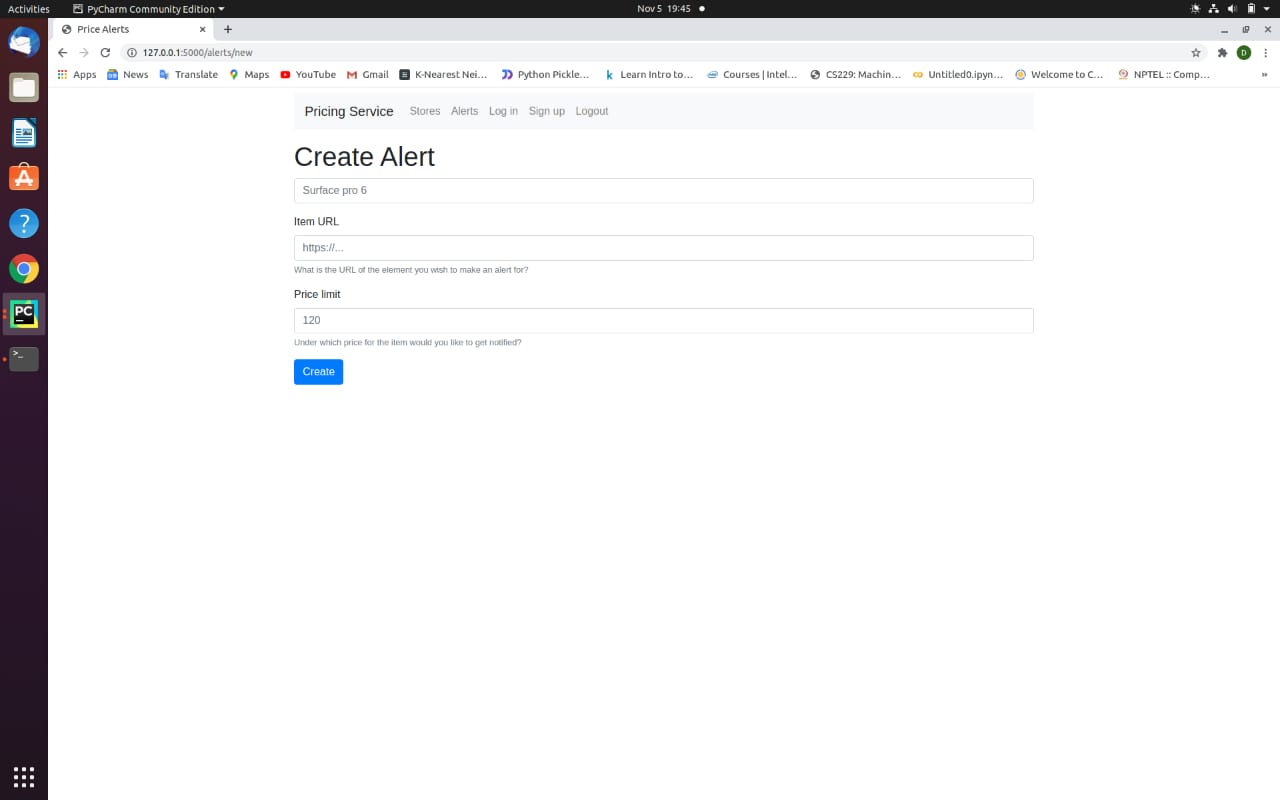 Activities PyCharm Community Edition Nov 5 19:45
Price Alerts
127.0.0.1:5000/alerts/new D
Apps News Translate Maps YouTube Gmail K-Nearest Nei... Python Pickle... Learn Intro to... Courses | Intel... CS229: Machin... Untitled0.ipyn... Welcome to C... NPTEL :: Comp... »
Pricing Service Stores Alerts Log in Sign up Logout
Create Alert
Surface pro 6
Item URL
https://...
What is the URL of the element you wish to make an alert for?
Price limit
120
Under which price for the item would you like to get notified?
Create
PC